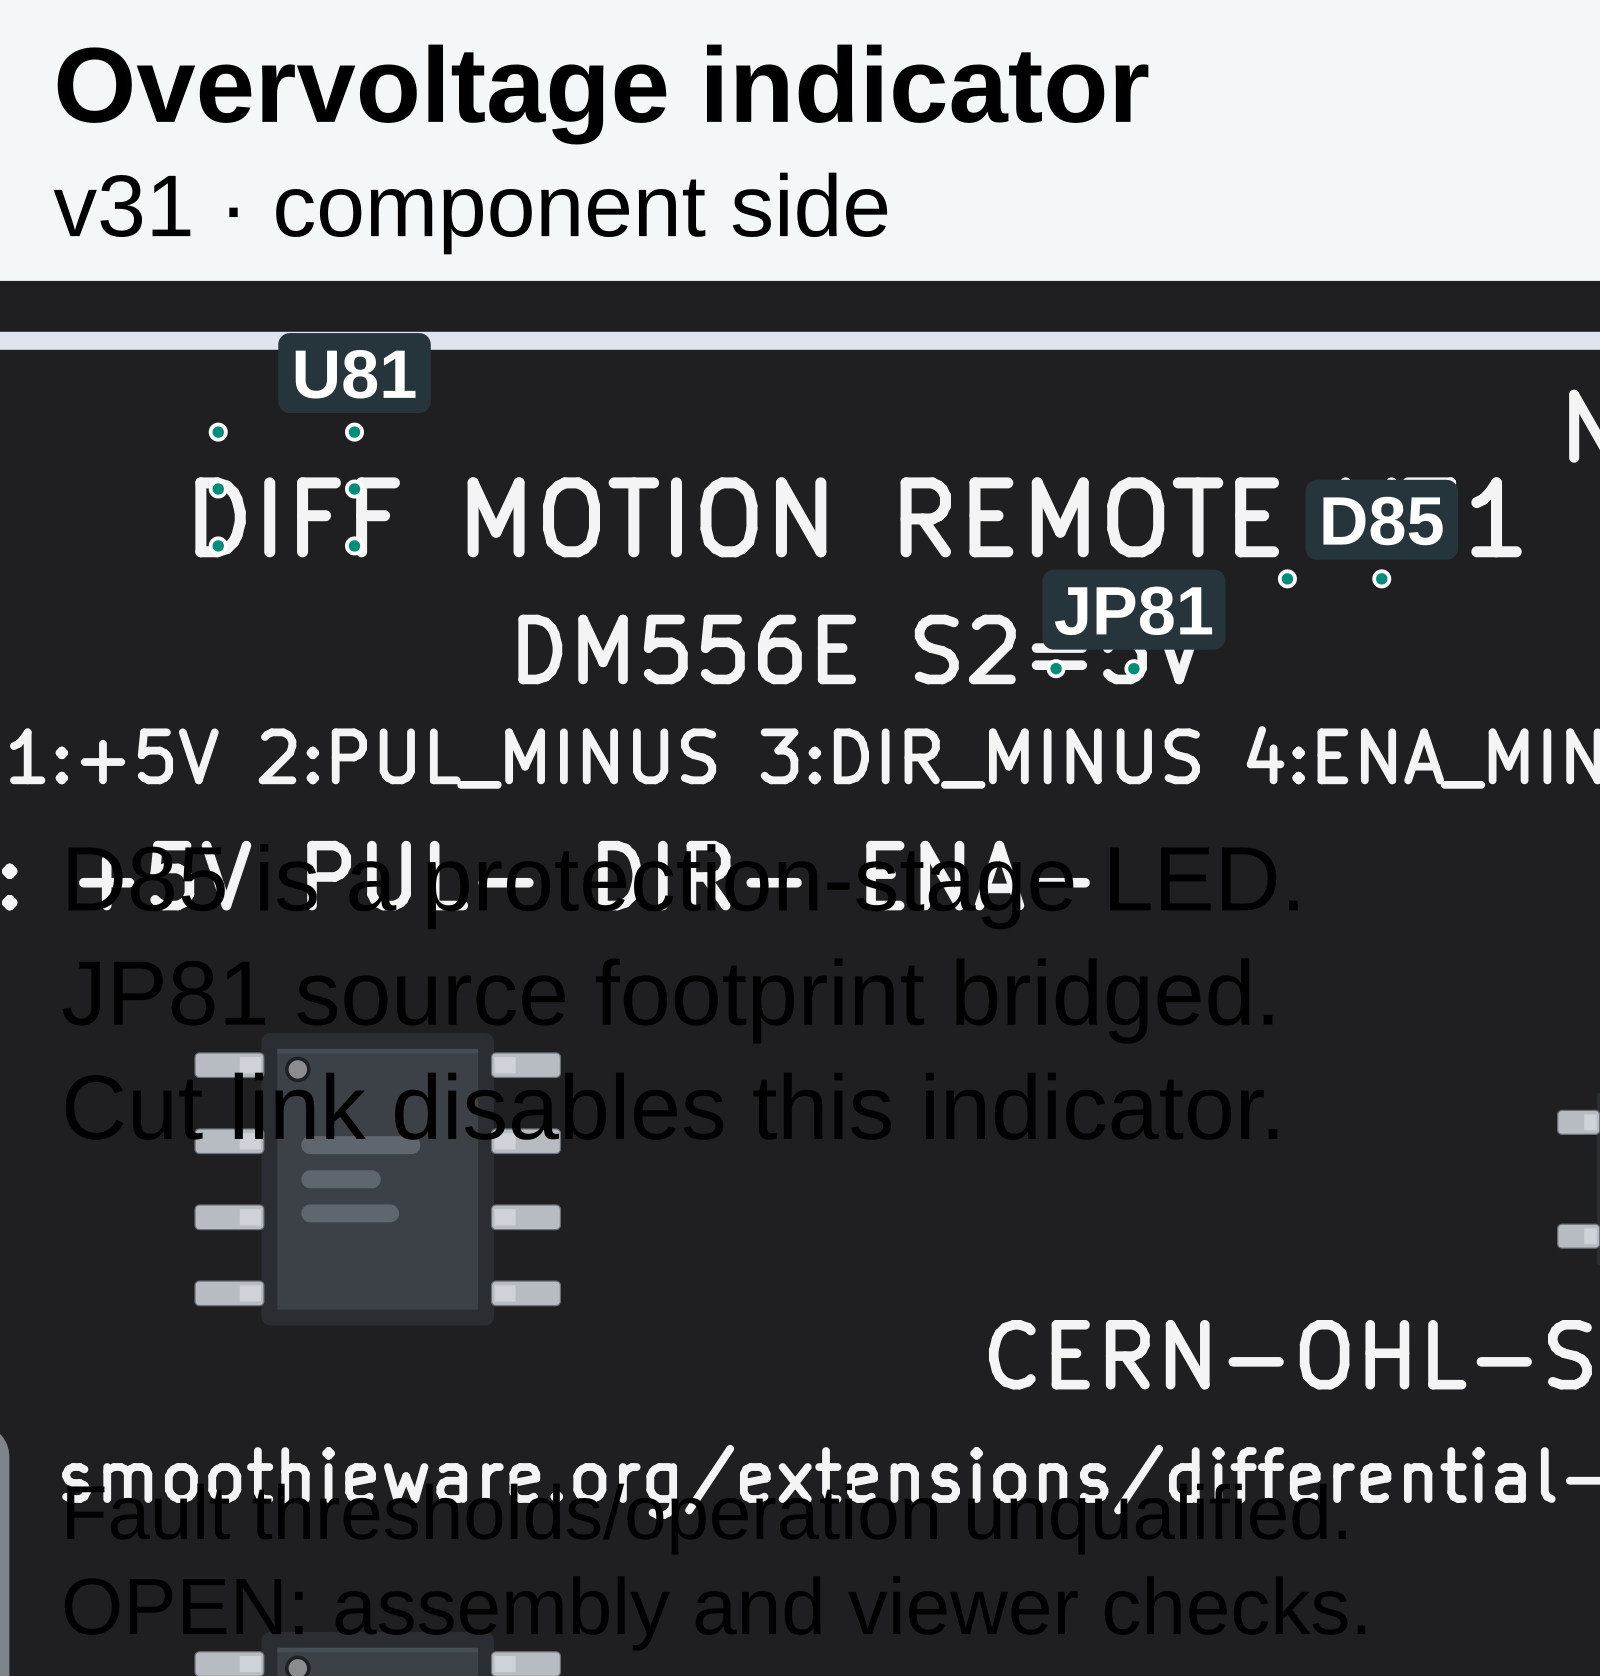 Overvoltage indicator
v31 · component side
U81
N
DIFF MOTION REMOTE 1
D85
JP81
DM556E S2=5V
1:+5V 2:PUL_MINUS 3:DIR_MINUS 4:ENA_MIN
: +5V PUL- DIR- ENA-
D85 is a protection-stage LED.
JP81 source footprint bridged.
Cut link disables this indicator.
CERN-OHL-S
smoothieware.org/extensions/differential-
Fault thresholds/operation unqualified.
OPEN: assembly and viewer checks.